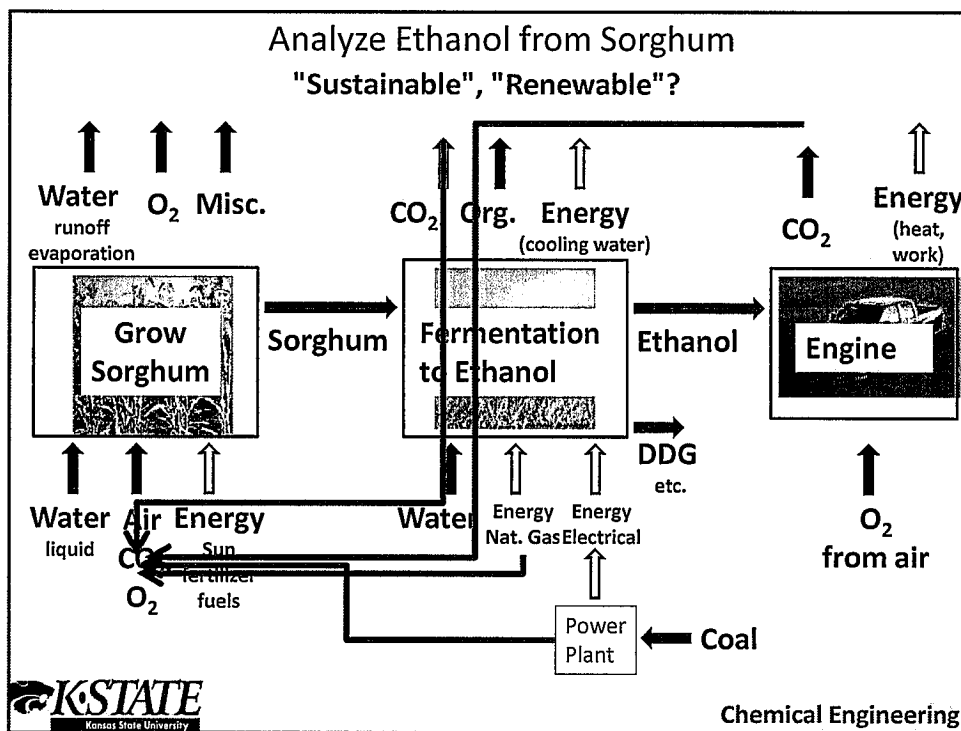 Analyze Ethanol from Sorghum
"Sustainable", "Renewable"?
Water
runoff
evaporation
O2
Misc.
CO2
Org.
Energy
(cooling water)
CO2
Energy
(heat,
work)
Grow
Sorghum
Sorghum
Fermentation
to Ethanol
Ethanol
Engine
DDG
etc.
Water
liquid
Air
CO2
O2
Energy
Sun
fertilizer
fuels
Water
Energy
Nat. Gas
Energy
Electrical
O2
from air
Power
Plant
Coal
K-STATE
Kansas State University
Chemical Engineering